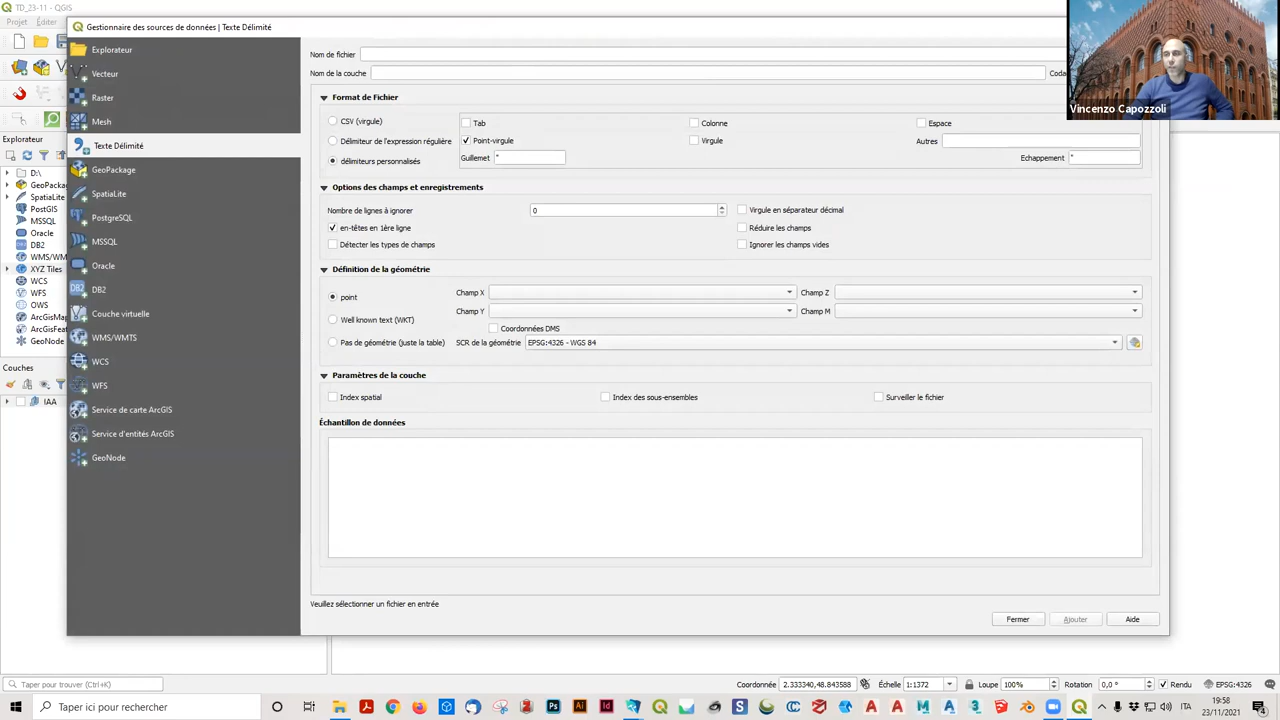 TD_23-11 — QGIS
Projet Éditer
Gestionnaire des sources de données | Texte Délimité
Vincenzo Capozzoli
Explorateur
Vecteur
Raster
Mesh
Texte Délimité
GeoPackage
SpatiaLite
PostgreSQL
MSSQL
Oracle
DB2
Couche virtuelle
WMS/WMTS
WCS
WFS
Service de carte ArcGIS
Service d'entités ArcGIS
GeoNode
Explorateur
D:\
GeoPacka
SpatiaLite
PostGIS
MSSQL
Oracle
DB2
WMS/WM
XYZ Tiles
WCS
WFS
OWS
ArcGisMap
ArcGisFea
GeoNode
Couches
IAA
Nom de fichier
Nom de la couche
Coda
Format de Fichier
CSV (virgule)
Tab
Colonne
Espace
Délimiteur de l'expression régulière
Point-virgule
Virgule
Autres
délimiteurs personnalisés
Guillemet "
Echappement "
Options des champs et enregistrements
Nombre de lignes à ignorer 0
Virgule en séparateur décimal
en-têtes en 1ère ligne
Réduire les champs
Détecter les types de champs
Ignorer les champs vides
Définition de la géométrie
point
Champ X
Champ Z
Well known text (WKT)
Champ Y
Champ M
Coordonnées DMS
Pas de géométrie (juste la table)
SCR de la géométrie EPSG:4326 - WGS 84
Paramètres de la couche
Index spatial
Index des sous-ensembles
Surveiller le fichier
Échantillon de données
Veuillez sélectionner un fichier en entrée
Fermer
Ajouter
Aide
Taper pour trouver (Ctrl+K)
Coordonnée 2.333340,48.843588
Échelle 1:1372
Loupe 100%
Rotation 0,0 °
Rendu
EPSG:4326
Taper ici pour rechercher
ITA
19:58
23/11/2021
4